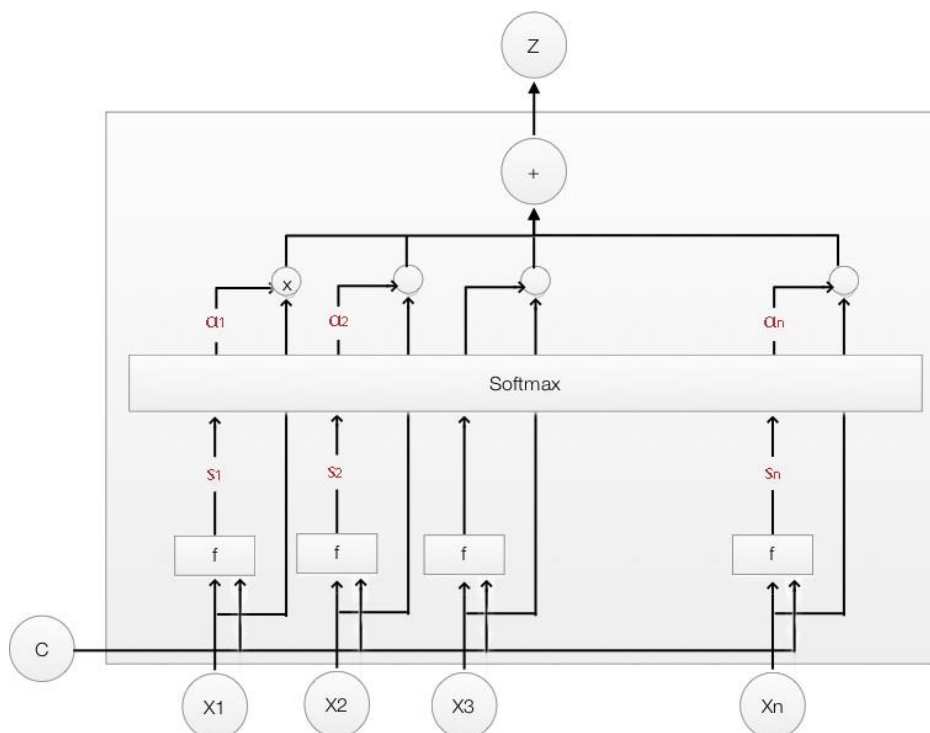 Z
+
x
α1 α2 αn
Softmax
s1 s2 sn
f f f f
C
X1 X2 X3 Xn